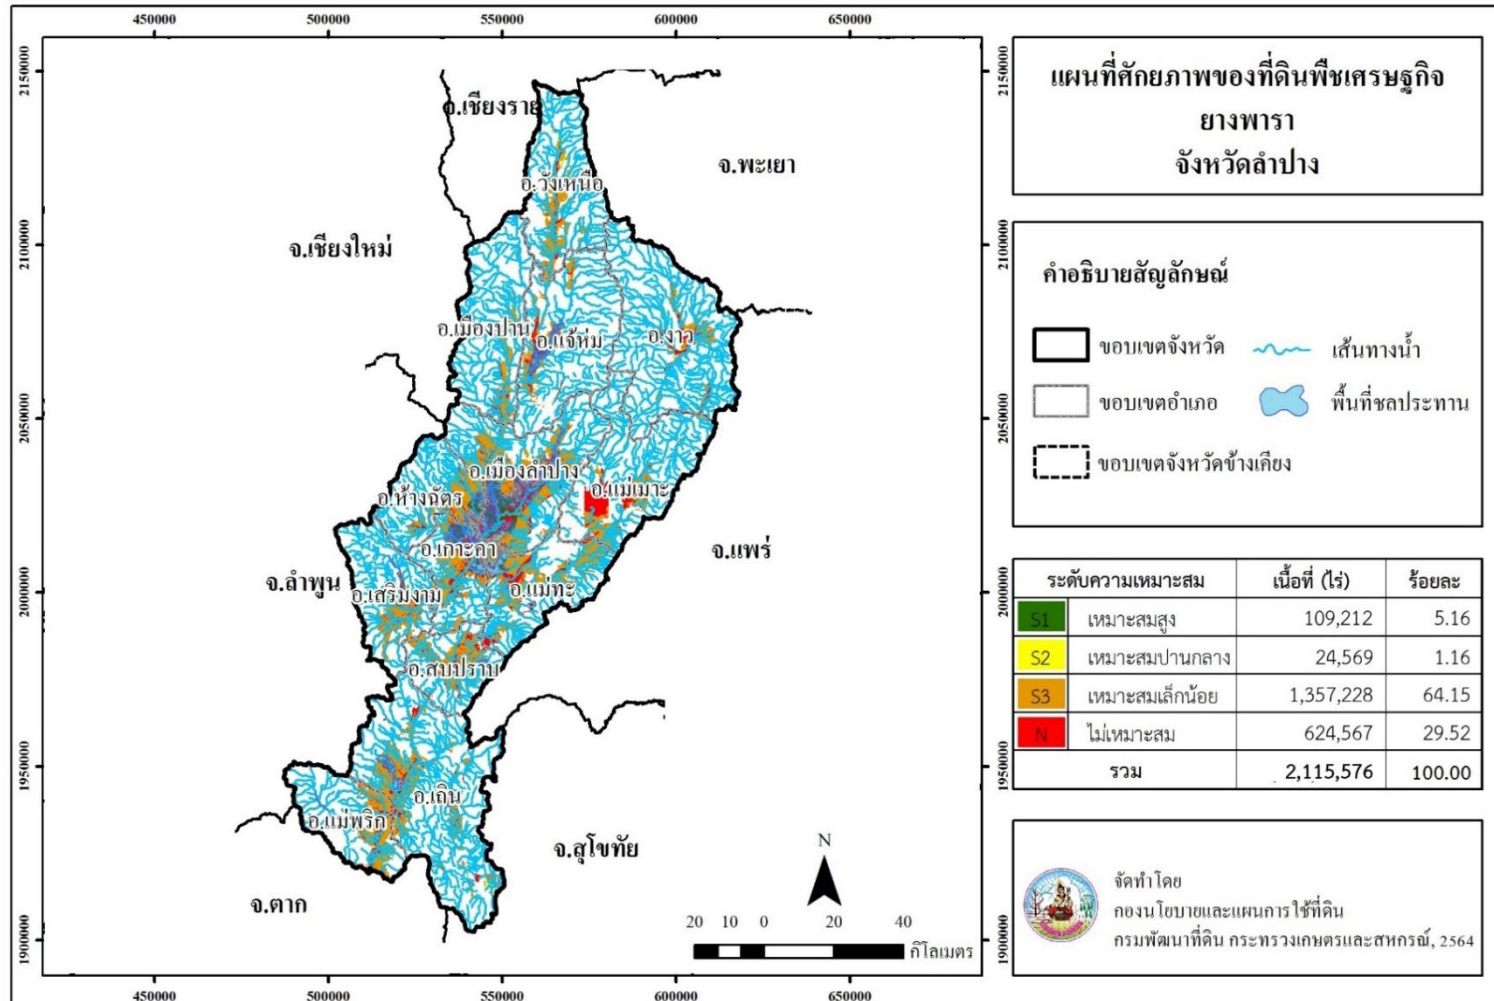 450000
500000
550000
600000
650000
2150000
2100000
2050000
2000000
1950000
1900000
จ.เชียงราย
จ.พะเยา
อ.วังเหนือ
จ.เชียงใหม่
อ.เมืองปาน
อ.แจ้ห่ม
อ.งาว
อ.เมืองลำปาง
อ.ห้างฉัตร
อ.แม่เมาะ
อ.เกาะคา
จ.แพร่
จ.ลำพูน
อ.เสริมงาม
อ.แม่ทะ
อ.สบปราบ
อ.เถิน
อ.แม่พริก
จ.สุโขทัย
จ.ตาก
N
20 10 0 20 40
กิโลเมตร
450000
500000
550000
600000
650000
2150000
2100000
2050000
2000000
1950000
1900000
แผนที่ศักยภาพของที่ดินพืชเศรษฐกิจ
ยางพารา
จังหวัดลำปาง
คำอธิบายสัญลักษณ์
ขอบเขตจังหวัด เส้นทางน้ำ
ขอบเขตอำเภอ พื้นที่ชลประทาน
ขอบเขตจังหวัดข้างเคียง
ระดับความเหมาะสม เนื้อที่ (ไร่) ร้อยละ
S1 เหมาะสมสูง 109,212 5.16
S2 เหมาะสมปานกลาง 24,569 1.16
S3 เหมาะสมเล็กน้อย 1,357,228 64.15
N ไม่เหมาะสม 624,567 29.52
รวม 2,115,576 100.00
จัดทำโดย
กองนโยบายและแผนการใช้ที่ดิน
กรมพัฒนาที่ดิน กระทรวงเกษตรและสหกรณ์, 2564